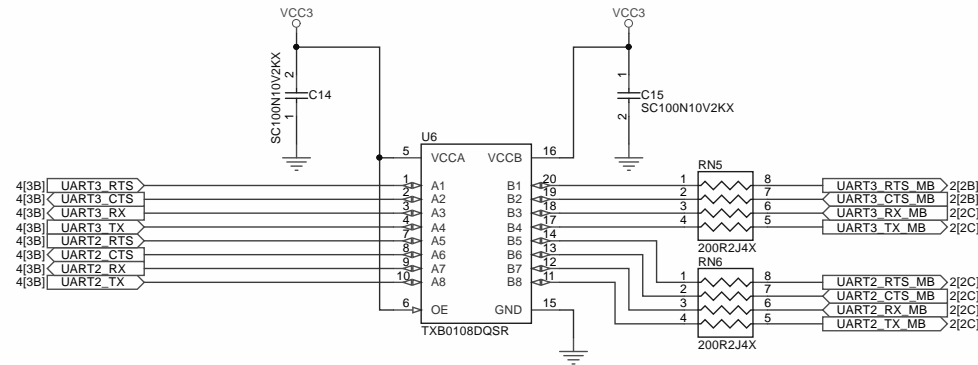 VCC3
VCC3
2
C14
1
SC100N10V2KX
1
C15
SC100N10V2KX
2
U6
5 VCCA VCCB 16
RN5
4[3B] UART3_RTS 1 A1 B1 20 1 8 UART3_RTS_MB 2[2B]
4[3B] UART3_CTS 2 A2 B2 19 2 7 UART3_CTS_MB 2[2B]
4[3B] UART3_RX 3 A3 B3 18 3 6 UART3_RX_MB 2[2C]
4[3B] UART3_TX 4 A4 B4 17 4 5 UART3_TX_MB 2[2C]
4[3B] UART2_RTS 7 A5 B5 14
200R2J4X
4[3B] UART2_CTS 8 A6 B6 13
RN6
4[3B] UART2_RX 9 A7 B7 12
4[3B] UART2_TX 10 A8 B8 11
1 8 UART2_RTS_MB 2[2C]
2 7 UART2_CTS_MB 2[2C]
6 OE GND 15
3 6 UART2_RX_MB 2[2C]
4 5 UART2_TX_MB 2[2C]
TXB0108DQSR
200R2J4X